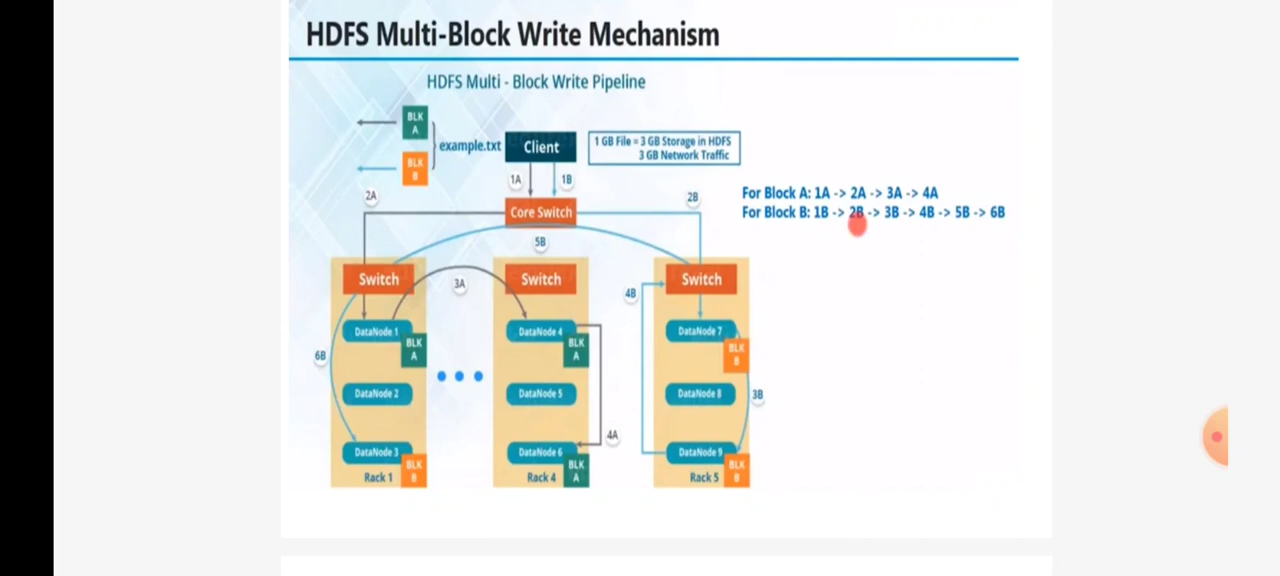 HDFS Multi-Block Write Mechanism
HDFS Multi - Block Write Pipeline
BLK
A
BLK
B
example.txt
Client
1 GB File = 3 GB Storage in HDFS
3 GB Network Traffic
1A
1B
2A
Core Switch
2B
5B
For Block A: 1A -> 2A -> 3A -> 4A
For Block B: 1B -> 2B -> 3B -> 4B -> 5B -> 6B
Switch
3A
Switch
4B
Switch
DataNode 1
BLK
A
DataNode 4
BLK
A
DataNode 7
BLK
B
6B
DataNode 2
DataNode 5
DataNode 8
3B
4A
DataNode 3
BLK
B
Rack 1
DataNode 6
BLK
A
Rack 4
DataNode 9
BLK
B
Rack 5